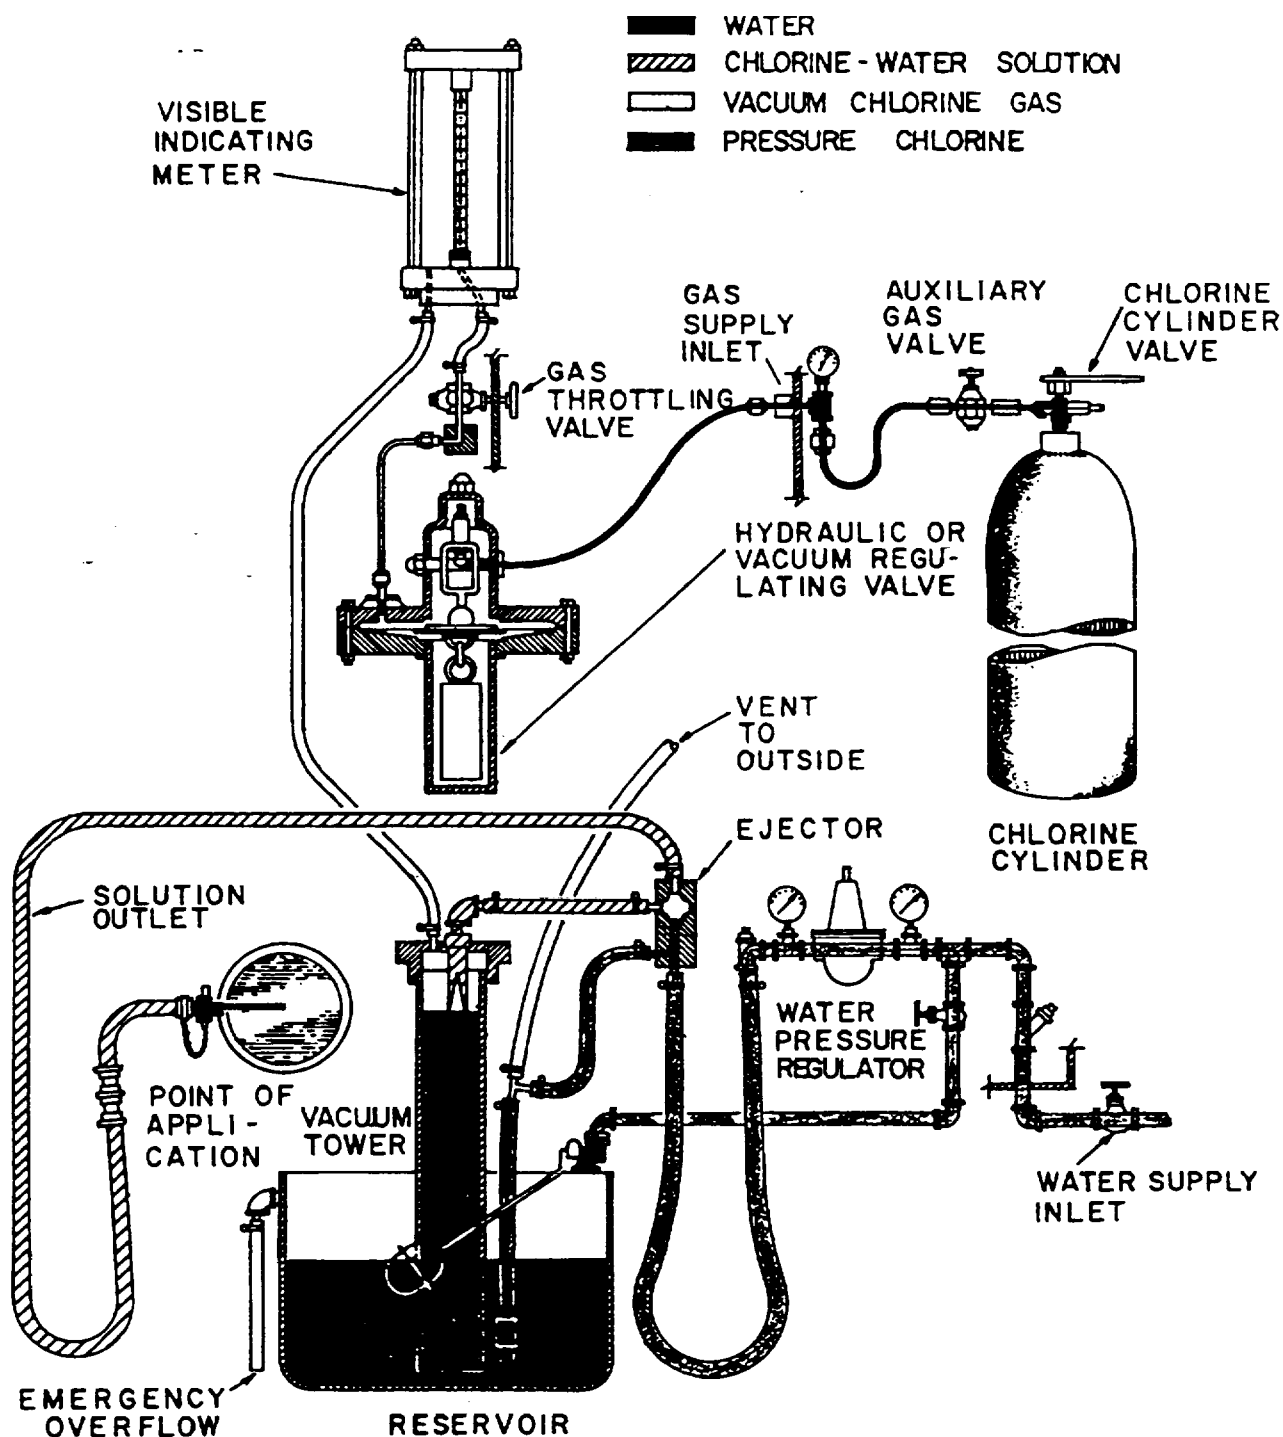 WATER
CHLORINE-WATER SOLUTION
VACUUM CHLORINE GAS
PRESSURE CHLORINE
VISIBLE
INDICATING
METER
GAS
SUPPLY
INLET
AUXILIARY
GAS
VALVE
CHLORINE
CYLINDER
VALVE
GAS
THROTTLING
VALVE
HYDRAULIC OR
VACUUM REGU-
LATING VALVE
VENT
TO
OUTSIDE
EJECTOR
CHLORINE
CYLINDER
SOLUTION
OUTLET
WATER
PRESSURE
REGULATOR
POINT OF
APPLI-
CATION
VACUUM
TOWER
WATER SUPPLY
INLET
EMERGENCY
OVERFLOW
RESERVOIR